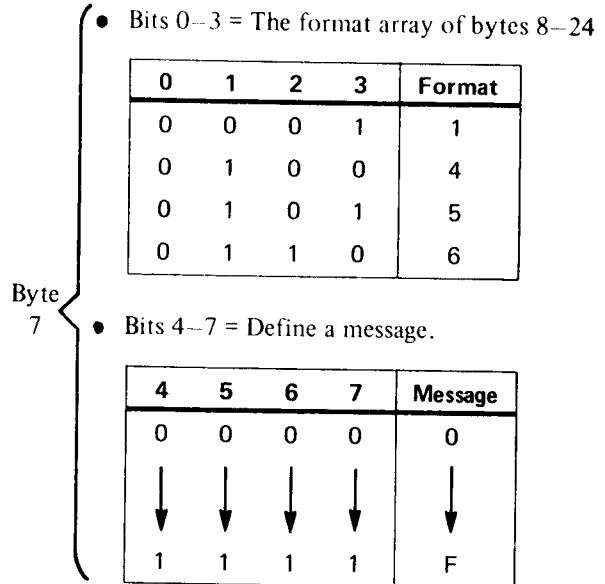 • Bits 0–3 = The format array of bytes 8–24
0 1 2 3 Format
0 0 0 1 1
0 1 0 0 4
0 1 0 1 5
0 1 1 0 6
Byte
7
• Bits 4–7 = Define a message.
4 5 6 7 Message
0 0 0 0 0
1 1 1 1 F